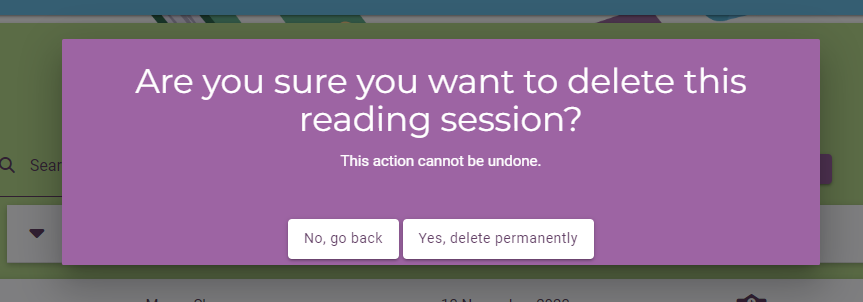 Are you sure you want to delete this
reading session?
This action cannot be undone.
Sear
No, go back
Yes, delete permanently